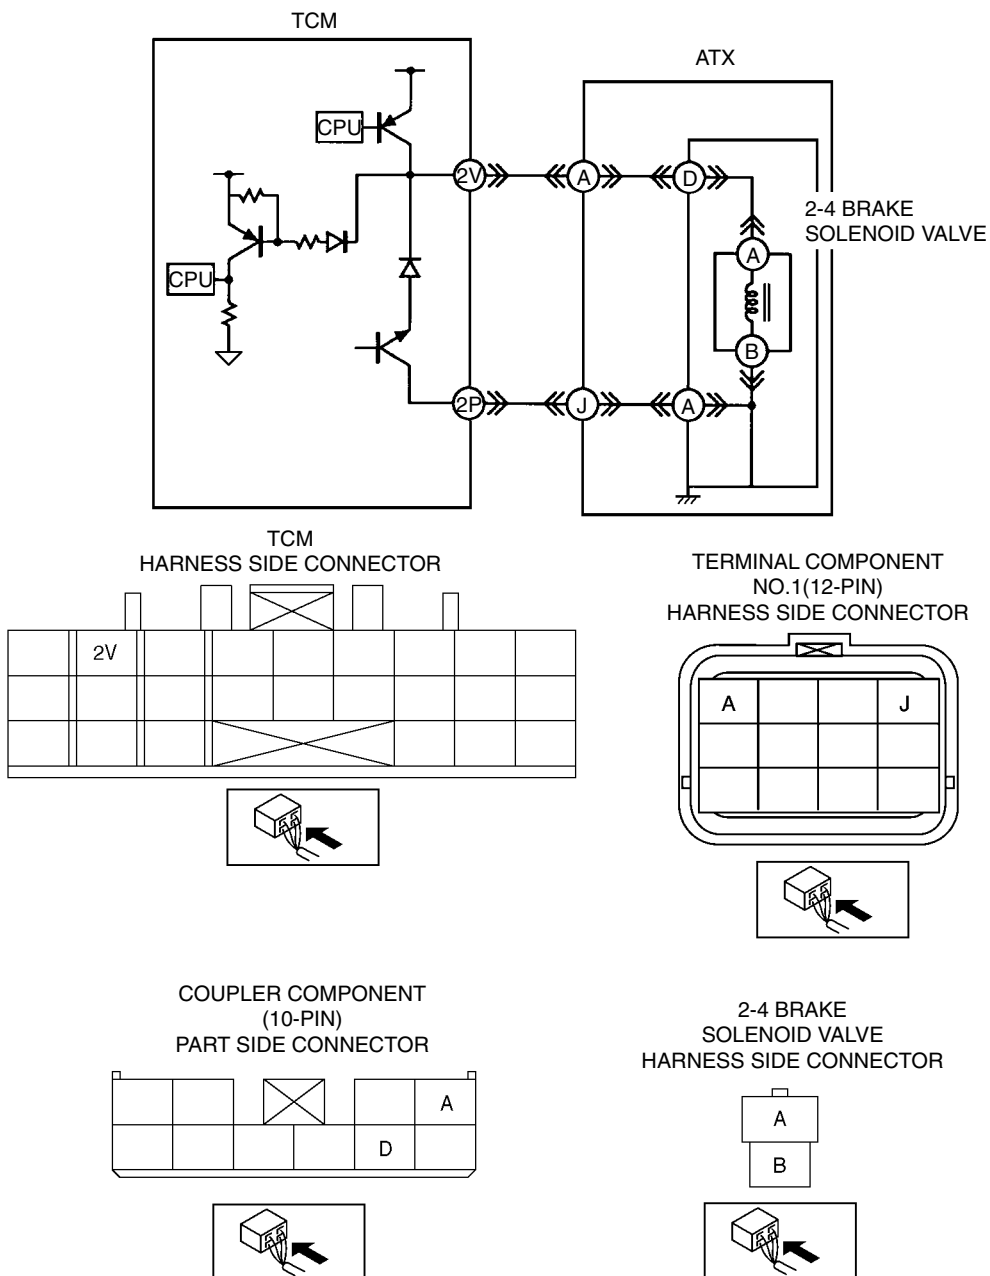 TCM
ATX
CPU
2V
A
D
2-4 BRAKE
SOLENOID VALVE
A
CPU
B
2P
J
A
TCM
HARNESS SIDE CONNECTOR
2V
TERMINAL COMPONENT
NO.1(12-PIN)
HARNESS SIDE CONNECTOR
A
J
COUPLER COMPONENT
(10-PIN)
PART SIDE CONNECTOR
A
D
2-4 BRAKE
SOLENOID VALVE
HARNESS SIDE CONNECTOR
A
B